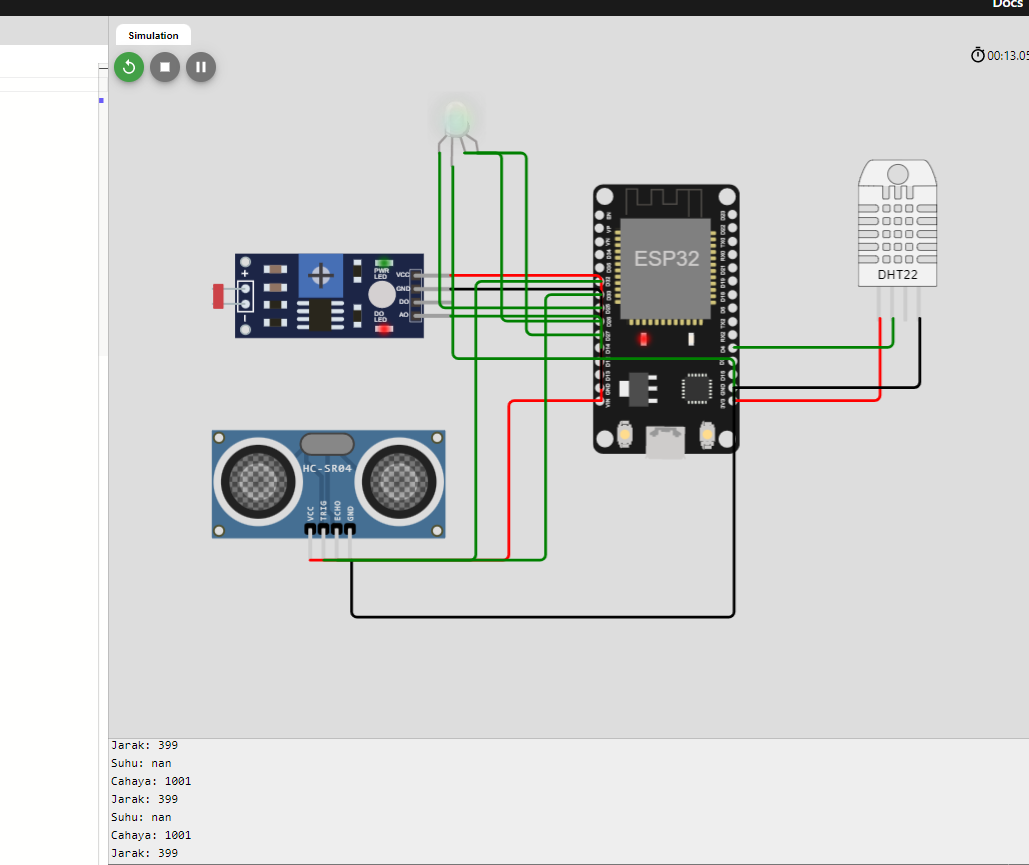 Docs
Simulation
00:13.05
ESP32
DHT22
PWR
LED
VCC
GND
DO
AO
DO
LED
+
HC-SR04
VCC
TRIG
ECHO
GND
Jarak: 399
Suhu: nan
Cahaya: 1001
Jarak: 399
Suhu: nan
Cahaya: 1001
Jarak: 399